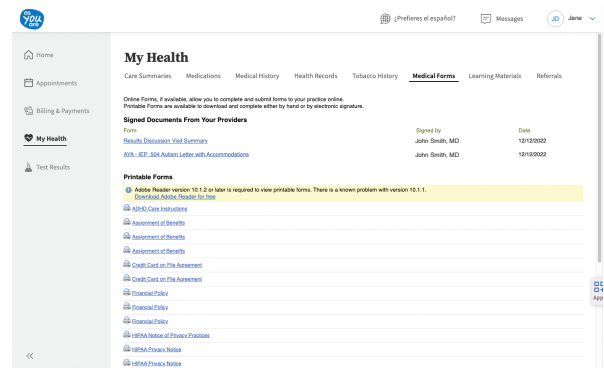 as
you
are
¿Prefieres el español?
Messages
JD
Jane
Home
Appointments
Billing & Payments
My Health
Test Results
My Health
Care Summaries Medications Medical History Health Records Tobacco History Medical Forms Learning Materials Referrals
Online Forms, if available, allow you to complete and submit forms to your practice online.
Printable Forms are available to download and complete either by hand or by electronic signature.
Signed Documents From Your Providers
Form Signed by Date
Results Discussion Visit Summary John Smith, MD 12/12/2022
AYA - IEP_504 Autism Letter with Accommodations John Smith, MD 12/12/2022
Printable Forms
Adobe Reader version 10.1.2 or later is required to view printable forms. There is a known problem with version 10.1.1.
Download Adobe Reader for free
ADHD Care Instructions
Assignment of Benefits
Assignment of Benefits
Assignment of Benefits
Credit Card on File Agreement
Credit Card on File Agreement
Financial Policy
Financial Policy
Financial Policy
HIPAA Notice of Privacy Practices
HIPAA Privacy Notice
HIPAA Privacy Notice
App